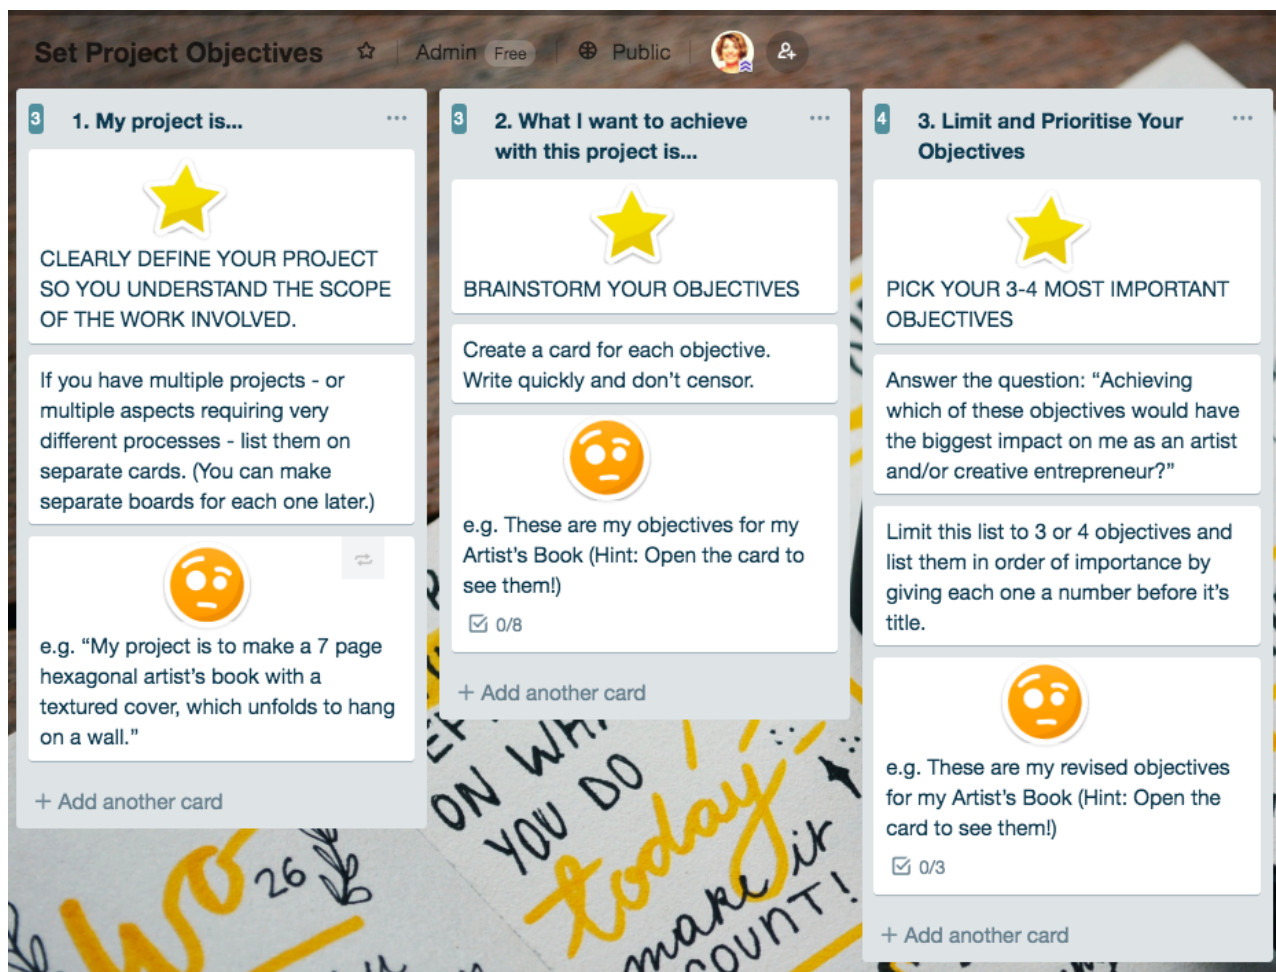 Set Project Objectives
Admin
Free
Public
3
1. My project is...
CLEARLY DEFINE YOUR PROJECT
SO YOU UNDERSTAND THE SCOPE
OF THE WORK INVOLVED.
If you have multiple projects - or
multiple aspects requiring very
different processes - list them on
separate cards. (You can make
separate boards for each one later.)
e.g. “My project is to make a 7 page
hexagonal artist’s book with a
textured cover, which unfolds to hang
on a wall.”
+ Add another card
3
2. What I want to achieve
with this project is...
BRAINSTORM YOUR OBJECTIVES
Create a card for each objective.
Write quickly and don’t censor.
e.g. These are my objectives for my
Artist’s Book (Hint: Open the card to
see them!)
0/8
+ Add another card
4
3. Limit and Prioritise Your
Objectives
PICK YOUR 3-4 MOST IMPORTANT
OBJECTIVES
Answer the question: “Achieving
which of these objectives would have
the biggest impact on me as an artist
and/or creative entrepreneur?”
Limit this list to 3 or 4 objectives and
list them in order of importance by
giving each one a number before it’s
title.
e.g. These are my revised objectives
for my Artist’s Book (Hint: Open the
card to see them!)
0/3
+ Add another card
26
ON
YOU DO
today
make it
COUNT!